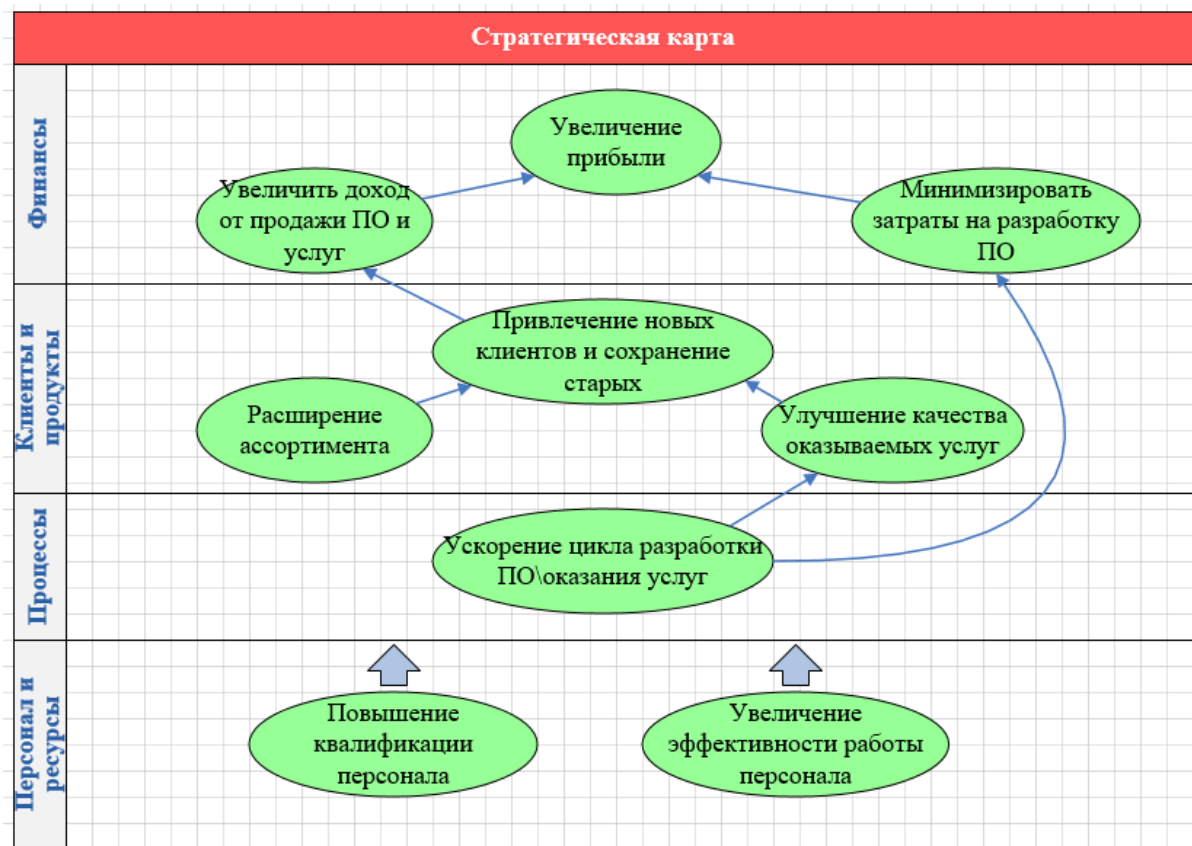 Стратегическая карта
Финансы
Увеличение
прибыли
Увеличить доход
от продажи ПО и
услуг
Минимизировать
затраты на разработку
ПО
Клиенты и
продукты
Привлечение новых
клиентов и сохранение
старых
Расширение
ассортимента
Улучшение качества
оказываемых услуг
Процессы
Ускорение цикла разработки
ПО\оказания услуг
Персонал и
ресурсы
Повышение
квалификации
персонала
Увеличение
эффективности работы
персонала